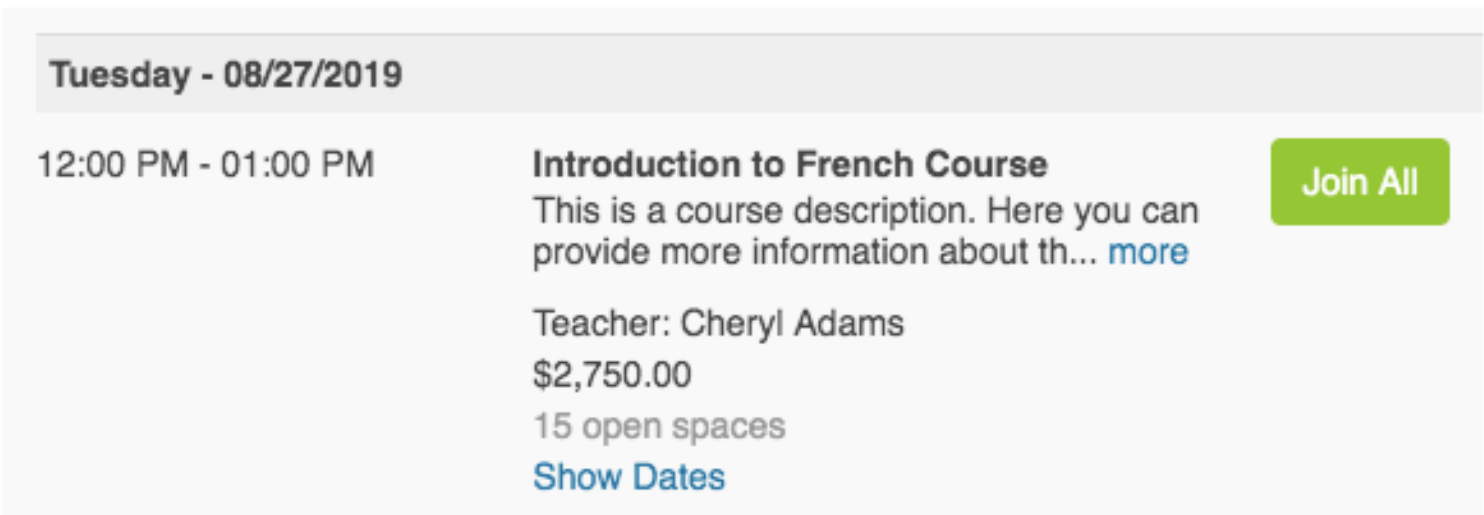 Tuesday - 08/27/2019
12:00 PM - 01:00 PM
Introduction to French Course
Join All
This is a course description. Here you can
provide more information about th... more
Teacher: Cheryl Adams
$2,750.00
15 open spaces
Show Dates